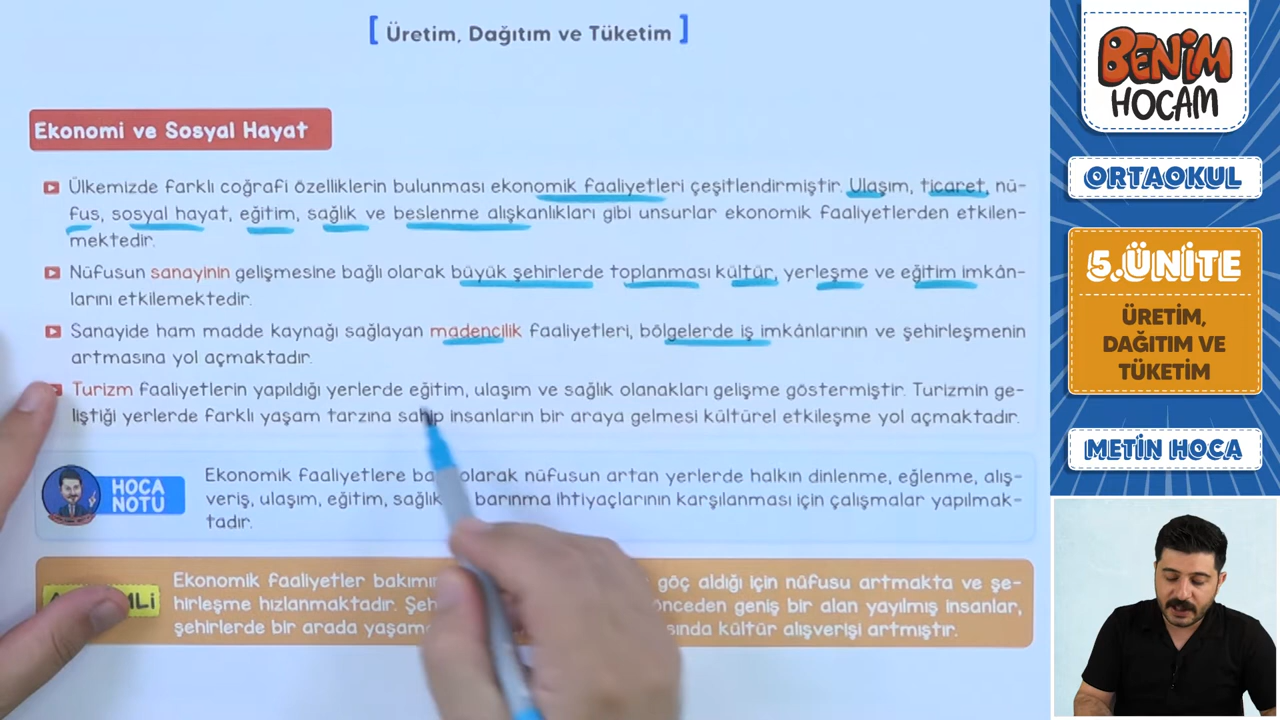 [ Üretim, Dağıtım ve Tüketim ]
Ekonomi ve Sosyal Hayat
Ülkemizde farklı coğrafi özelliklerin bulunması ekonomik faaliyetleri çeşitlendirmiştir. Ulaşım, ticaret, nü-
fus, sosyal hayat, eğitim, sağlık ve beslenme alışkanlıkları gibi unsurlar ekonomik faaliyetlerden etkilen-
mektedir.
Nüfusun sanayinin gelişmesine bağlı olarak büyük şehirlerde toplanması kültür, yerleşme ve eğitim imkân-
larını etkilemektedir.
Sanayide ham madde kaynağı sağlayan madencilik faaliyetleri, bölgelerde iş imkânlarının ve şehirleşmenin
artmasına yol açmaktadır.
Turizm faaliyetlerin yapıldığı yerlerde eğitim, ulaşım ve sağlık olanakları gelişme göstermiştir. Turizmin ge-
liştiği yerlerde farklı yaşam tarzına sahip insanların bir araya gelmesi kültürel etkileşme yol açmaktadır.
HOCA
NOTU
Ekonomik faaliyetlere olarak nüfusun artan yerlerde halkın dinlenme, eğlenme, alış-
veriş, ulaşım, eğitim, sağlık barınma ihtiyaçlarının karşılanması için çalışmalar yapılmak-
tadır.
Ekonomik faaliyetler göç aldığı için nüfusu artmakta ve şe-
hirleşme hızlanmaktadır. önceden geniş bir alan yayılmış insanlar,
şehirlerde bir arada kültür alışverişi artmıştır.
BENİM
HOCAM
ORTAOKUL
5.ÜNİTE
ÜRETİM,
DAĞITIM VE
TÜKETİM
METİN HOCA